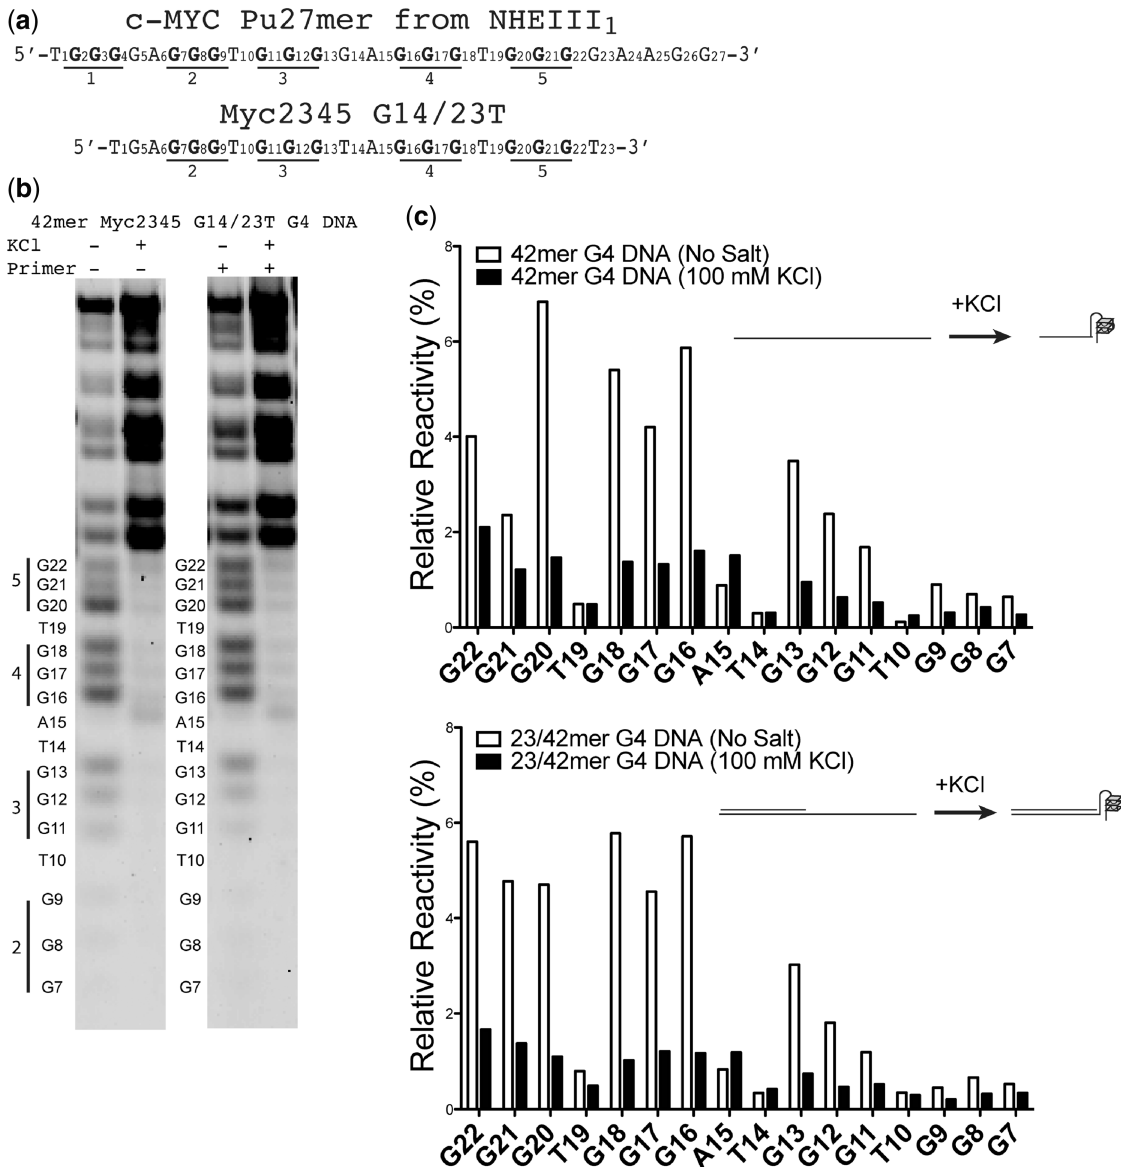 (a)
c-MYC Pu27mer from NHEIII1
5'-T1G2G3G4G5A6G7G8G9T10G11G12G13G14A15G16G17G18T19G20G21G22G23A24A25G26G27-3'
1 2 3 4 5
Myc2345 G14/23T
5'-T1G5A6G7G8G9T10G11G12G13T14A15G16G17G18T19G20G21G22T23-3'
2 3 4 5
(b)
42mer Myc2345 G14/23T G4 DNA
KCl - + - +
Primer - - + +
G22 G22
5 G21 G21
G20 G20
T19 T19
G18 G18
4 G17 G17
G16 G16
A15 A15
T14 T14
G13 G13
3 G12 G12
G11 G11
T10 T10
G9 G9
2 G8 G8
G7 G7
(c)
42mer G4 DNA (No Salt)
42mer G4 DNA (100 mM KCl)
+KCl
Relative Reactivity (%)
8
6
4
2
0
G22 G21 G20 T19 G18 G17 G16 A15 T14 G13 G12 G11 T10 G9 G8 G7
23/42mer G4 DNA (No Salt)
23/42mer G4 DNA (100 mM KCl)
+KCl
Relative Reactivity (%)
8
6
4
2
0
G22 G21 G20 T19 G18 G17 G16 A15 T14 G13 G12 G11 T10 G9 G8 G7